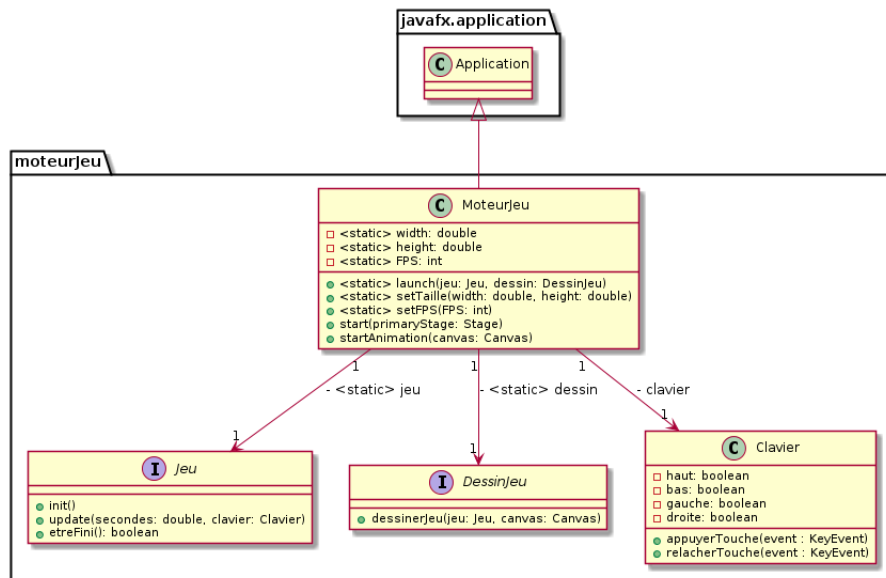 javafx.application
C Application
moteurJeu
C MoteurJeu
<static> width: double
<static> height: double
<static> FPS: int
<static> launch(jeu: Jeu, dessin: DessinJeu)
<static> setTaille(width: double, height: double)
<static> setFPS(FPS: int)
start(primaryStage: Stage)
startAnimation(canvas: Canvas)
1 1 1
- <static> jeu
- <static> dessin
- clavier
1 1 1
I Jeu
init()
update(secondes: double, clavier: Clavier)
etreFini(): boolean
I DessinJeu
dessinerJeu(jeu: Jeu, canvas: Canvas)
C Clavier
haut: boolean
bas: boolean
gauche: boolean
droite: boolean
appuyerTouche(event : KeyEvent)
relacherTouche(event : KeyEvent)